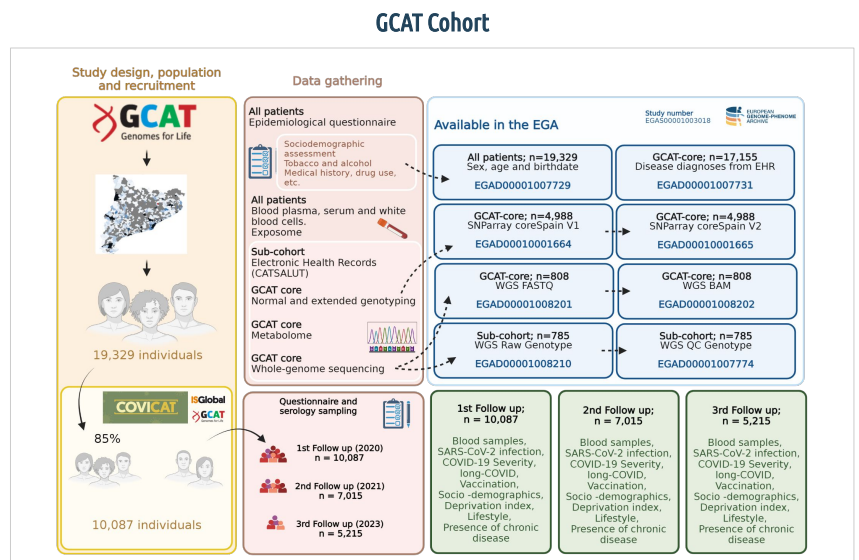 GCAT Cohort
Study design, population
and recruitment
GCAT
Genomes for Life
19,329 individuals
COVICAT
ISGlobal
GCAT
Genomes for Life
85%
10,087 individuals
Data gathering
All patients
Epidemiological questionnaire
Sociodemographic
assessment
Tobacco and alcohol
Medical history, drug use,
etc.
All patients
Blood plasma, serum and white
blood cells.
Exposome
Sub-cohort
Electronic Health Records
(CATSALUT)
GCAT core
Normal and extended genotyping
GCAT core
Metabolome
GCAT core
Whole-genome sequencing
Questionnaire and
serology sampling
1st Follow up (2020)
n = 10,087
2nd Follow up (2021)
n = 7,015
3rd Follow up (2023)
n = 5,215
Available in the EGA
Study number
EGAS00001003018
EUROPEAN
GENOME-PHENOME
ARCHIVE
All patients; n=19,329
Sex, age and birthdate
EGAD00001007729
GCAT-core; n=17,155
Disease diagnoses from EHR
EGAD00001007731
GCAT-core; n=4,988
SNParray coreSpain V1
EGAD00010001664
GCAT-core; n=4,988
SNParray coreSpain V2
EGAD00010001665
GCAT-core; n=808
WGS FASTQ
EGAD00001008201
GCAT-core; n=808
WGS BAM
EGAD00001008202
Sub-cohort; n=785
WGS Raw Genotype
EGAD00001008210
Sub-cohort; n=785
WGS QC Genotype
EGAD00001007774
1st Follow up;
n = 10,087
Blood samples,
SARS-CoV-2 infection,
COVID-19 Severity,
long-COVID,
Vaccination,
Socio -demographics,
Deprivation index,
Lifestyle,
Presence of chronic
disease
2nd Follow up;
n = 7,015
Blood samples,
SARS-CoV-2 infection,
COVID-19 Severity,
long-COVID,
Vaccination,
Socio -demographics,
Deprivation index,
Lifestyle,
Presence of chronic
disease
3rd Follow up;
n = 5,215
Blood samples,
SARS-CoV-2 infection,
COVID-19 Severity,
long-COVID,
Vaccination,
Socio -demographics,
Deprivation index,
Lifestyle,
Presence of chronic
disease